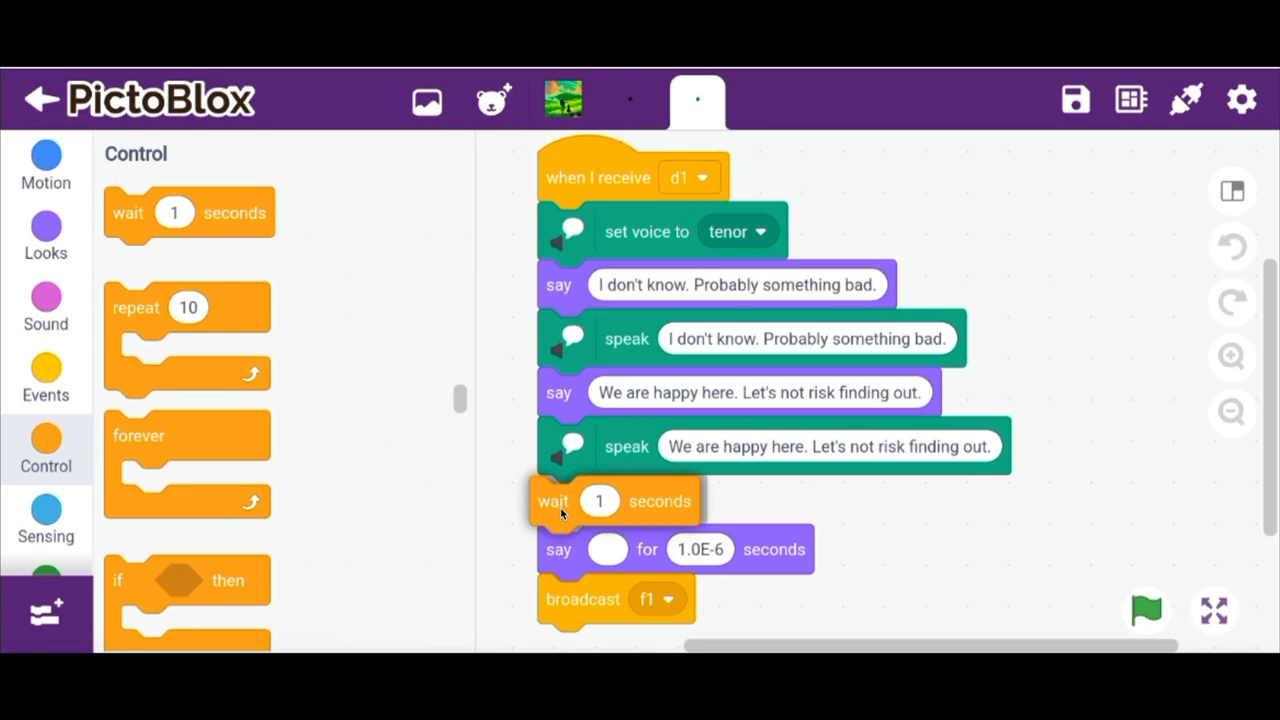 PictoBlox
Motion
Looks
Sound
Events
Control
Sensing
Control
wait 1 seconds
repeat 10
forever
if then
when I receive d1
set voice to tenor
say I don't know. Probably something bad.
speak I don't know. Probably something bad.
say We are happy here. Let's not risk finding out.
speak We are happy here. Let's not risk finding out.
wait 1 seconds
say for 1.0E-6 seconds
broadcast f1